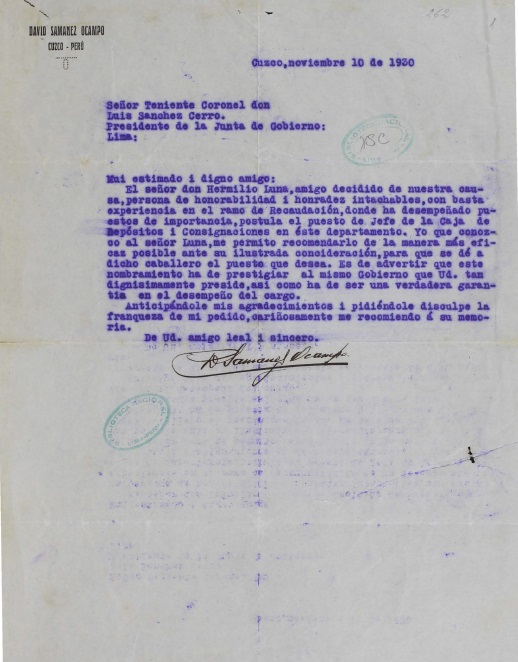 262
1
DAVID SAMANEZ OCAMPO
CUZCO - PERÚ
Cuzco,noviembre 10 de 1930
Señor Teniente Coronel don
Luis Sanchez Cerro.
Presidente de la Junta de Gobierno:
Lima;
Mui estimado i digno amigo:
El señor don Hermilio Luna,amigo decidido de nuestra cau-
sa,persona de honorabilidad i honradez intachables,con basta
experiencia en el ramo de Recaudación,donde ha desempeñado pu-
estos de importancia,postula el puesto de Jefe de la Caja de
Depósitos i Consignaciones en éste departamento. Yo que conoz-
co al señor Luna,me permito recomendarlo de la manera más efi-
cas posible ante su ilustrada concideración,para que se dé á
dicho caballero el puesto que desea. Es de advertir que este
nombramiento ha de prestigiar al mismo Gobierno que Ud. tan
dignísimamente preside,asi como ha de ser una verdadera garan-
tía en el desempeño del cargo.
Anticipándole mis agradecimientos i pidiéndole disculpe la
franqueza de mi pedido,cariñosamente me recomiendo á su memo-
ria.
De Ud. amigo leal i sincero.
D Samanez Ocampo
BIBLIOTECA NACIONAL